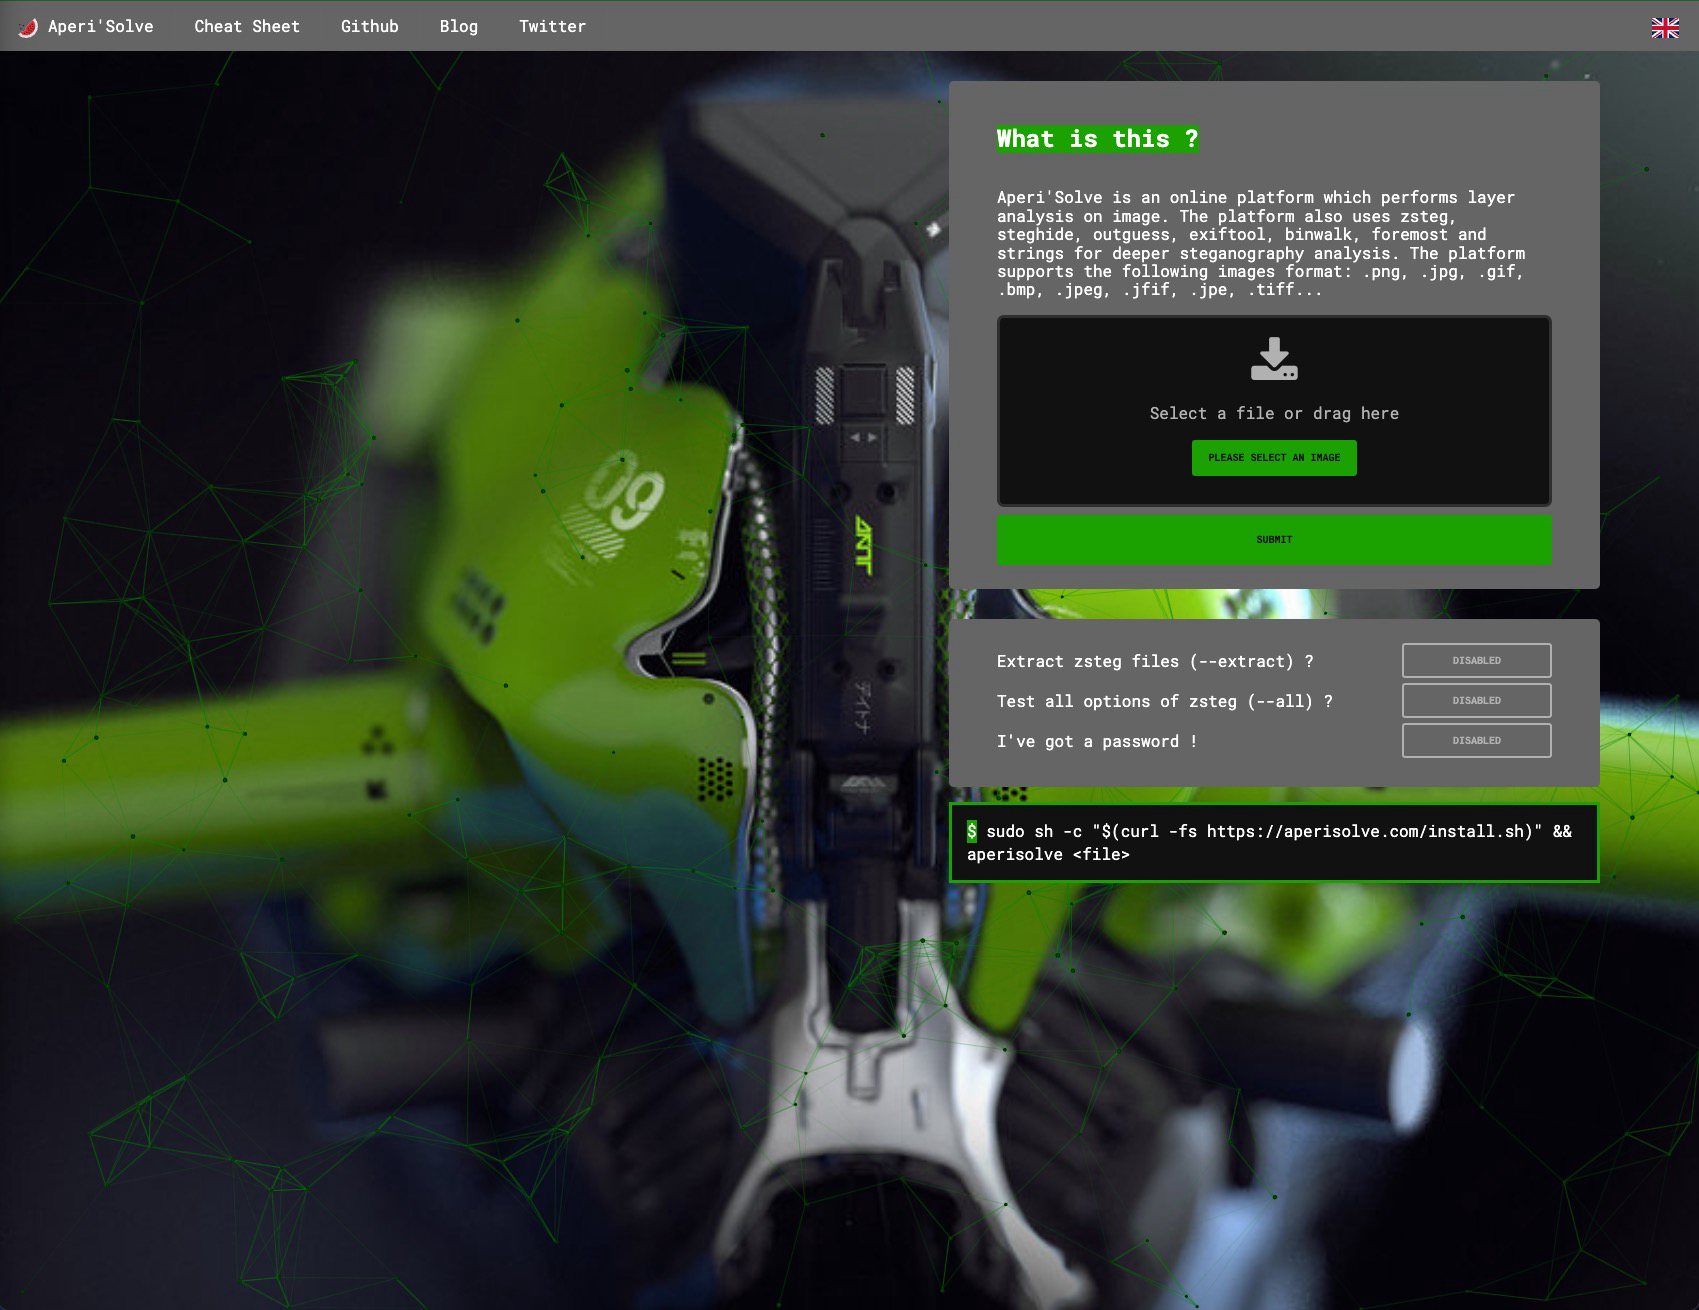 Aperi'Solve Cheat Sheet Github Blog Twitter
What is this ?
Aperi'Solve is an online platform which performs layer
analysis on image. The platform also uses zsteg,
steghide, outguess, exiftool, binwalk, foremost and
strings for deeper steganography analysis. The platform
supports the following images format: .png, .jpg, .gif,
.bmp, .jpeg, .jfif, .jpe, .tiff...
Select a file or drag here
PLEASE SELECT AN IMAGE
SUBMIT
Extract zsteg files (--extract) ? DISABLED
Test all options of zsteg (--all) ? DISABLED
I've got a password ! DISABLED
$ sudo sh -c "$(curl -fs https://aperisolve.com/install.sh)" &&
aperisolve <file>
09